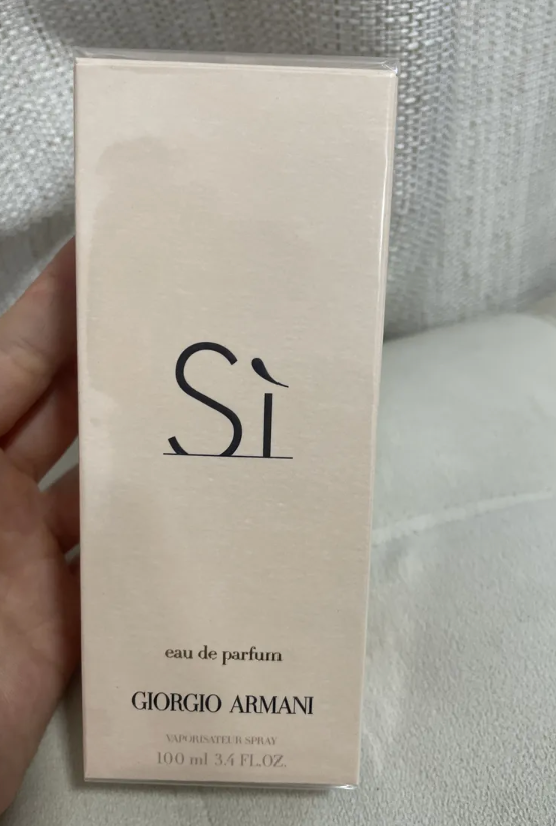 Sì
eau de parfum
GIORGIO ARMANI
VAPORISATEUR SPRAY
100 ml 3.4 FL.OZ.